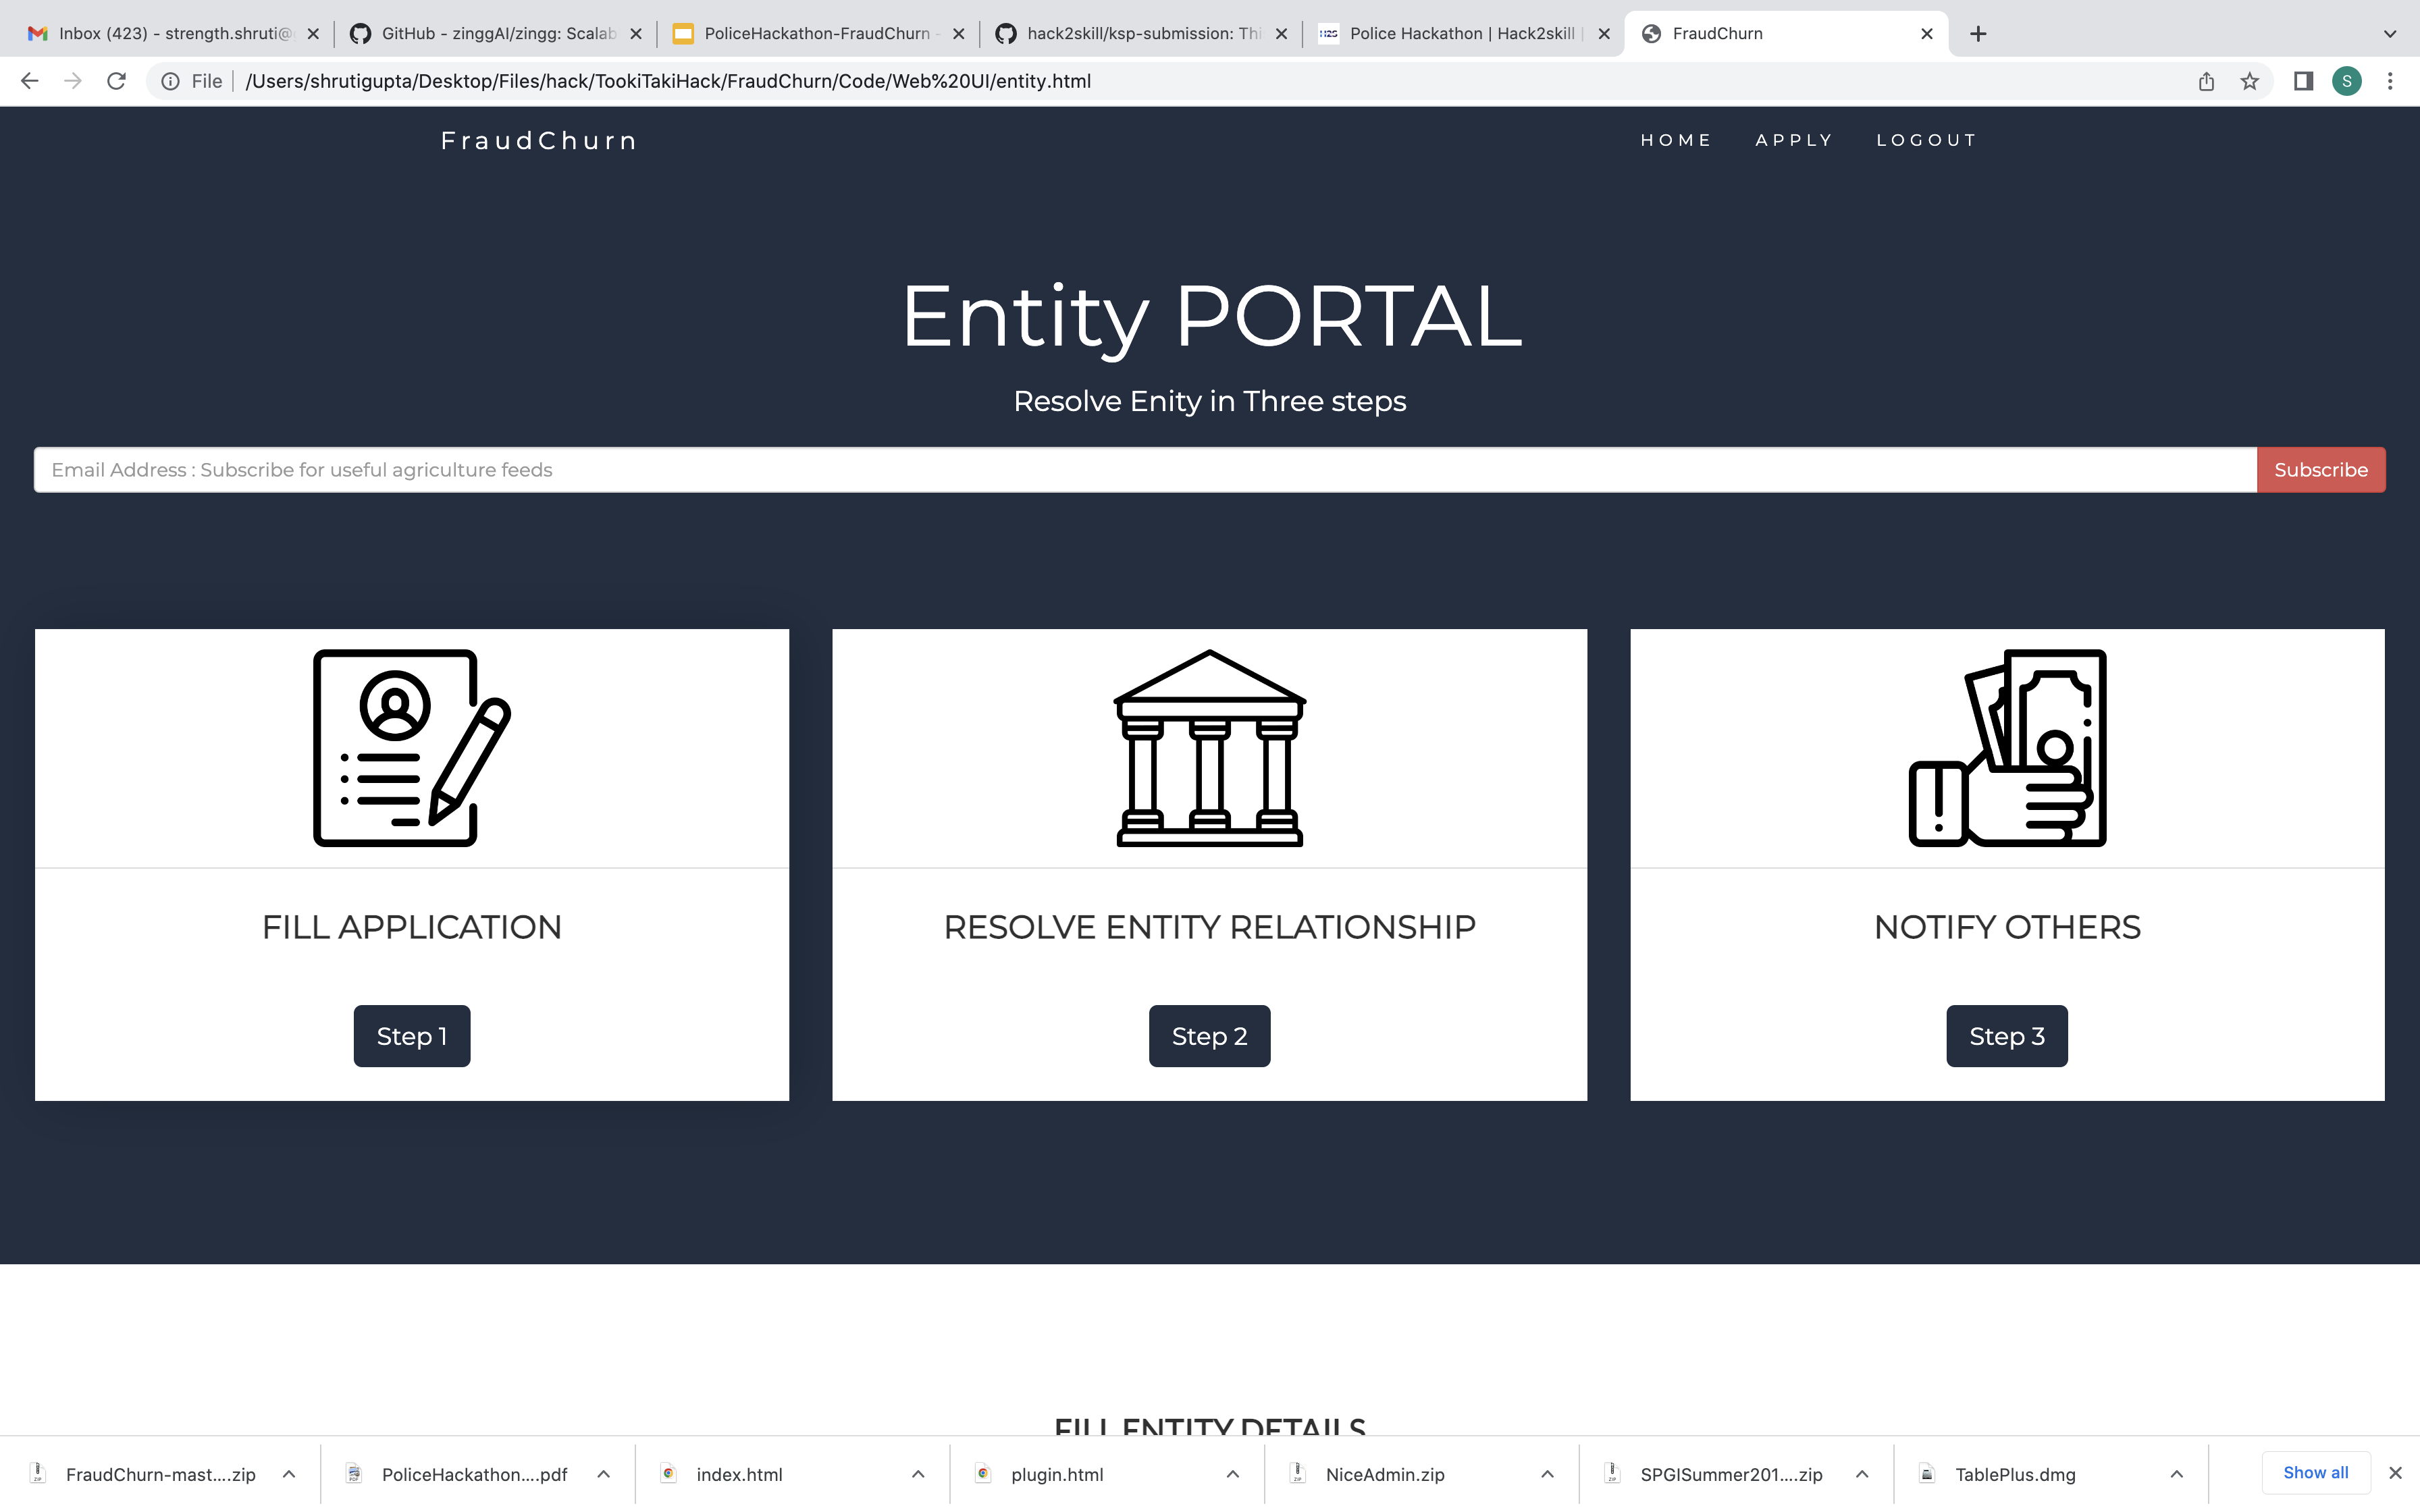 Inbox (423) - strength.shruti@
GitHub - zinggAI/zingg: Scalab
PoliceHackathon-FraudChurn -
hack2skill/ksp-submission: Thi
Police Hackathon | Hack2skill |
FraudChurn
File /Users/shrutigupta/Desktop/Files/hack/TookiTakiHack/FraudChurn/Code/Web%20UI/entity.html
S
FraudChurn
HOME APPLY LOGOUT
Entity PORTAL
Resolve Enity in Three steps
Email Address : Subscribe for useful agriculture feeds
Subscribe
FILL APPLICATION
Step 1
RESOLVE ENTITY RELATIONSHIP
Step 2
NOTIFY OTHERS
Step 3
FILL ENTITY DETAILS
FraudChurn-mast....zip
PoliceHackathon....pdf
index.html
plugin.html
NiceAdmin.zip
SPGISummer201....zip
TablePlus.dmg
Show all